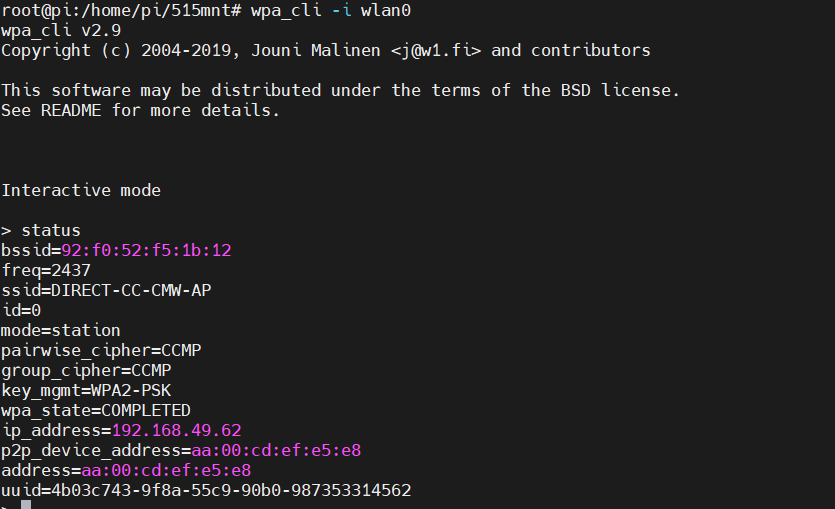 root@pi:/home/pi/515mnt# wpa_cli -i wlan0
wpa_cli v2.9
Copyright (c) 2004-2019, Jouni Malinen <j@w1.fi> and contributors
This software may be distributed under the terms of the BSD license.
See README for more details.
Interactive mode
> status
bssid=92:f0:52:f5:1b:12
freq=2437
ssid=DIRECT-CC-CMW-AP
id=0
mode=station
pairwise_cipher=CCMP
group_cipher=CCMP
key_mgmt=WPA2-PSK
wpa_state=COMPLETED
ip_address=192.168.49.62
p2p_device_address=aa:00:cd:ef:e5:e8
address=aa:00:cd:ef:e5:e8
uuid=4b03c743-9f8a-55c9-90b0-987353314562
>